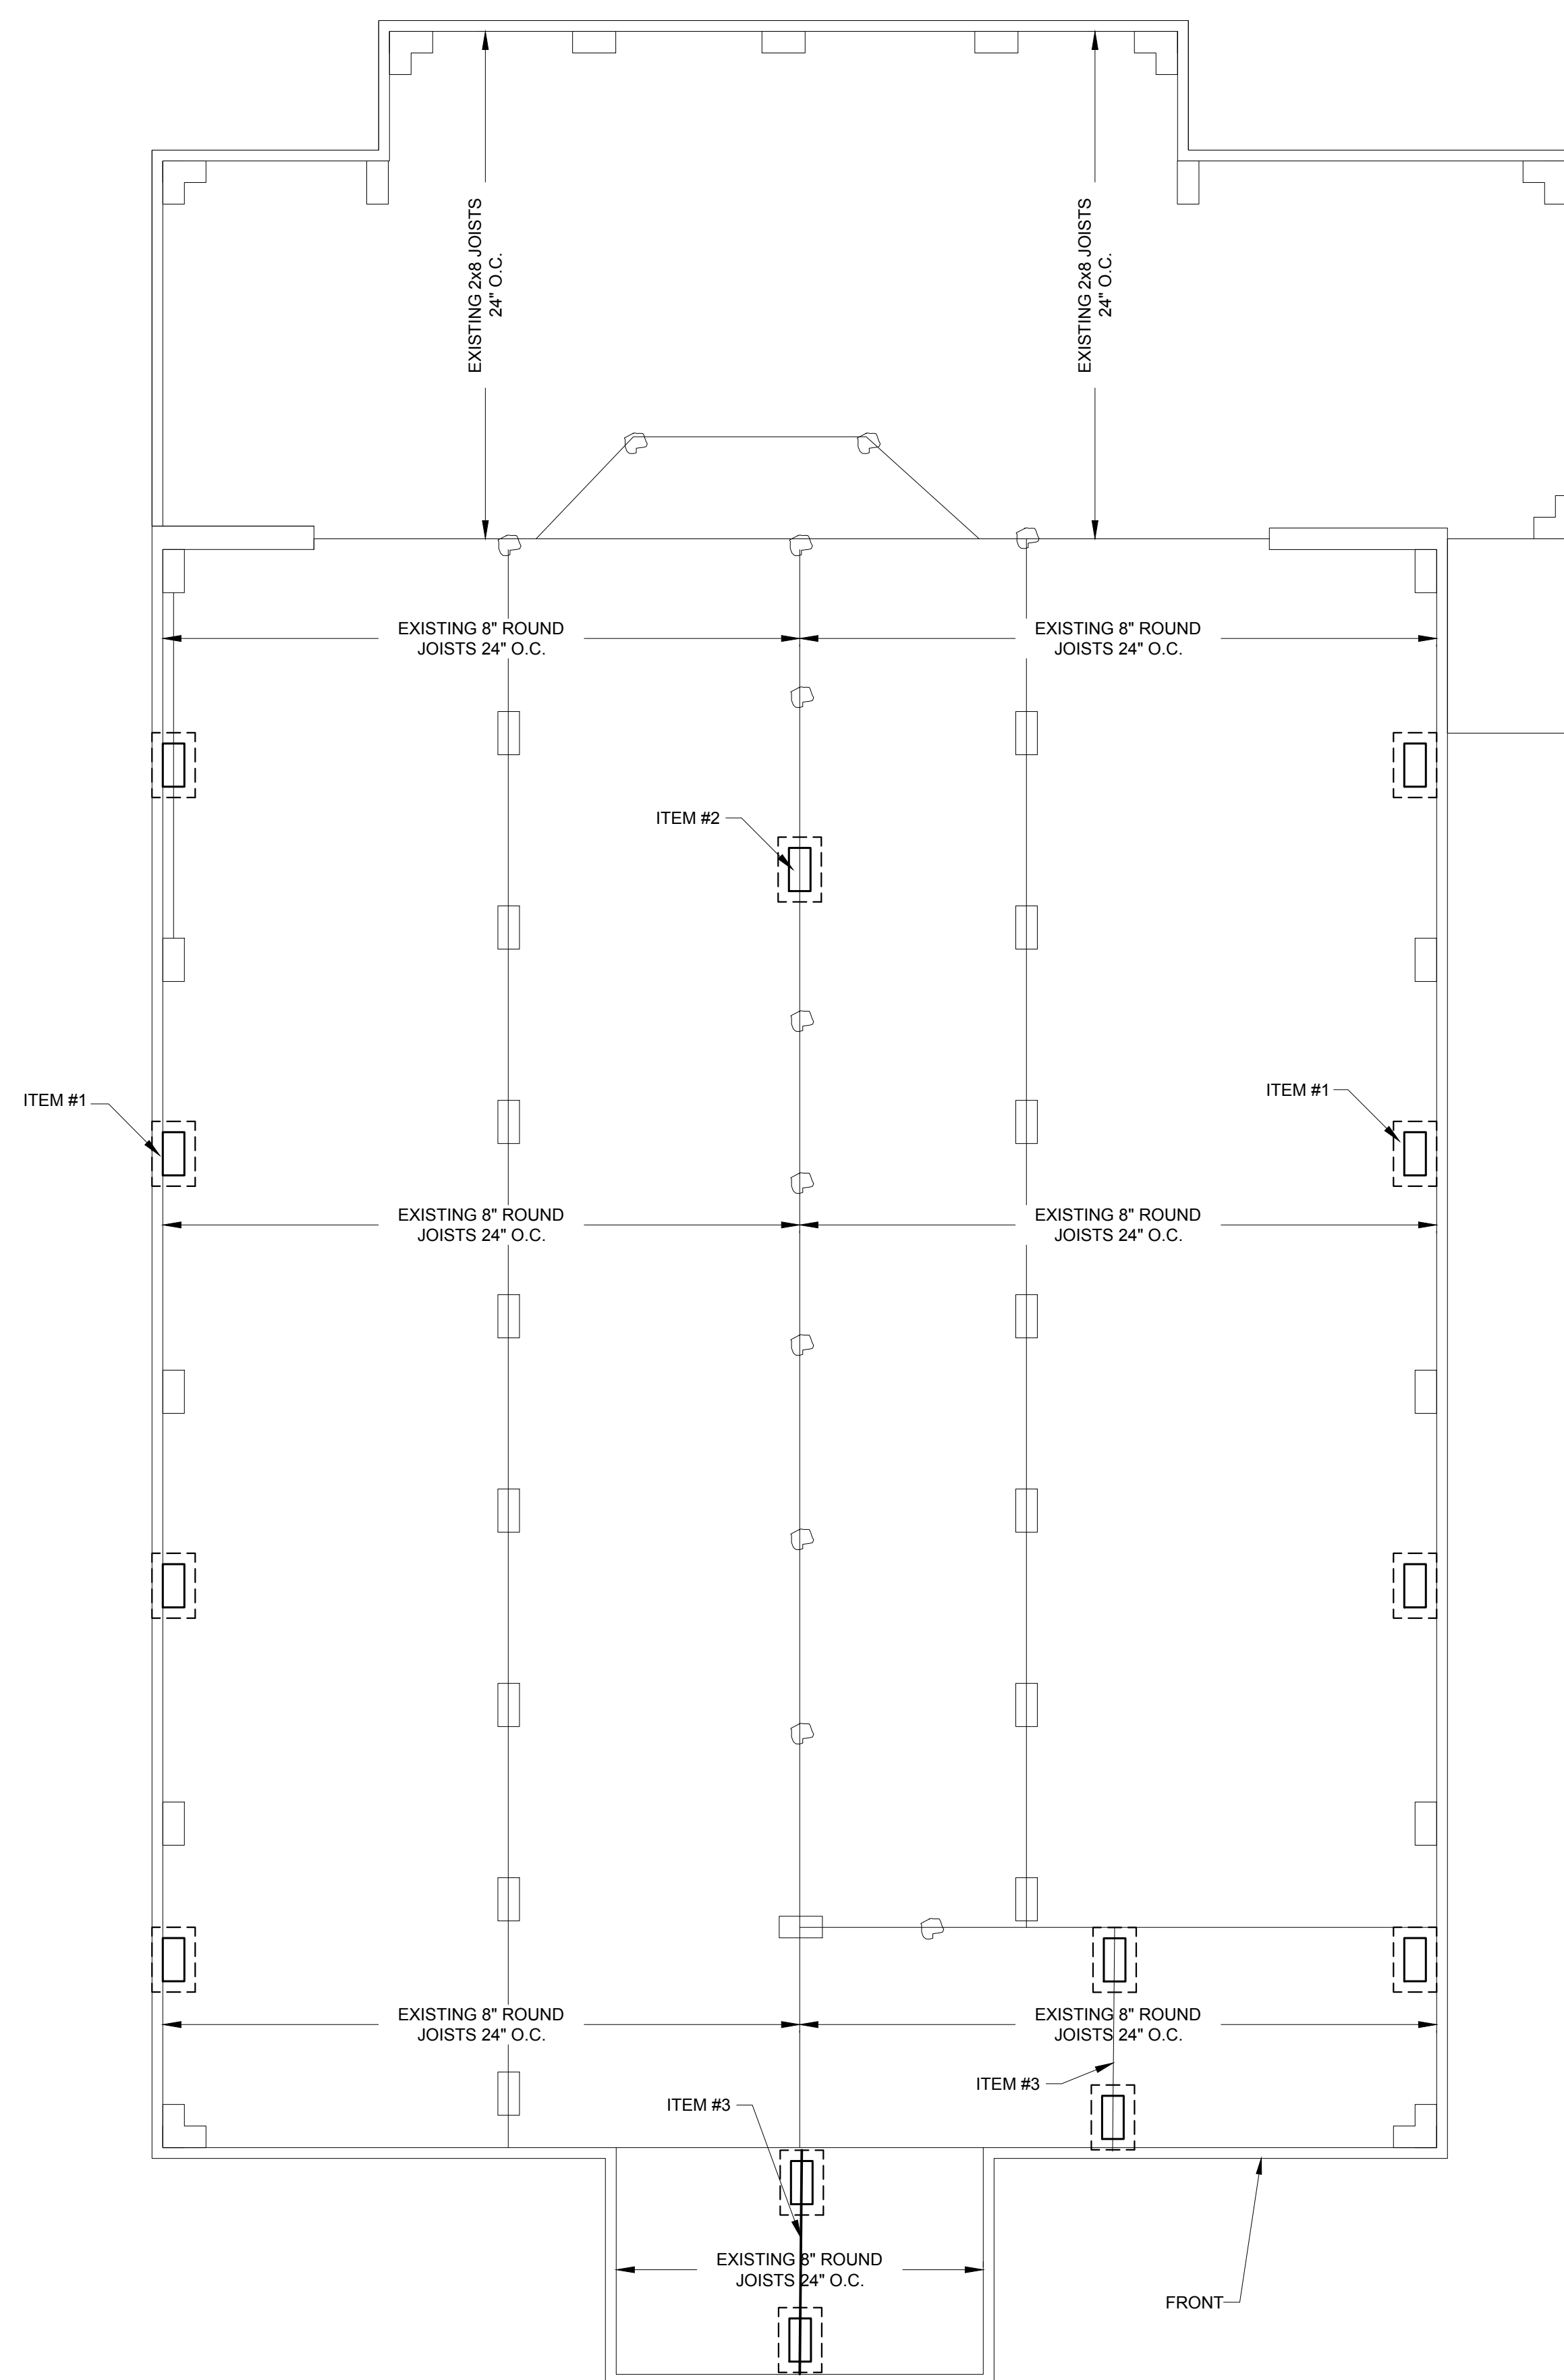 EXISTING 2x8 JOISTS
24" O.C.
EXISTING 2x8 JOISTS
24" O.C.
EXISTING 8" ROUND
JOISTS 24" O.C.
EXISTING 8" ROUND
JOISTS 24" O.C.
ITEM #2
ITEM #1
ITEM #1
EXISTING 8" ROUND
JOISTS 24" O.C.
EXISTING 8" ROUND
JOISTS 24" O.C.
EXISTING 8" ROUND
JOISTS 24" O.C.
EXISTING 8" ROUND
JOISTS 24" O.C.
ITEM #3
ITEM #3
EXISTING 8" ROUND
JOISTS 24" O.C.
FRONT